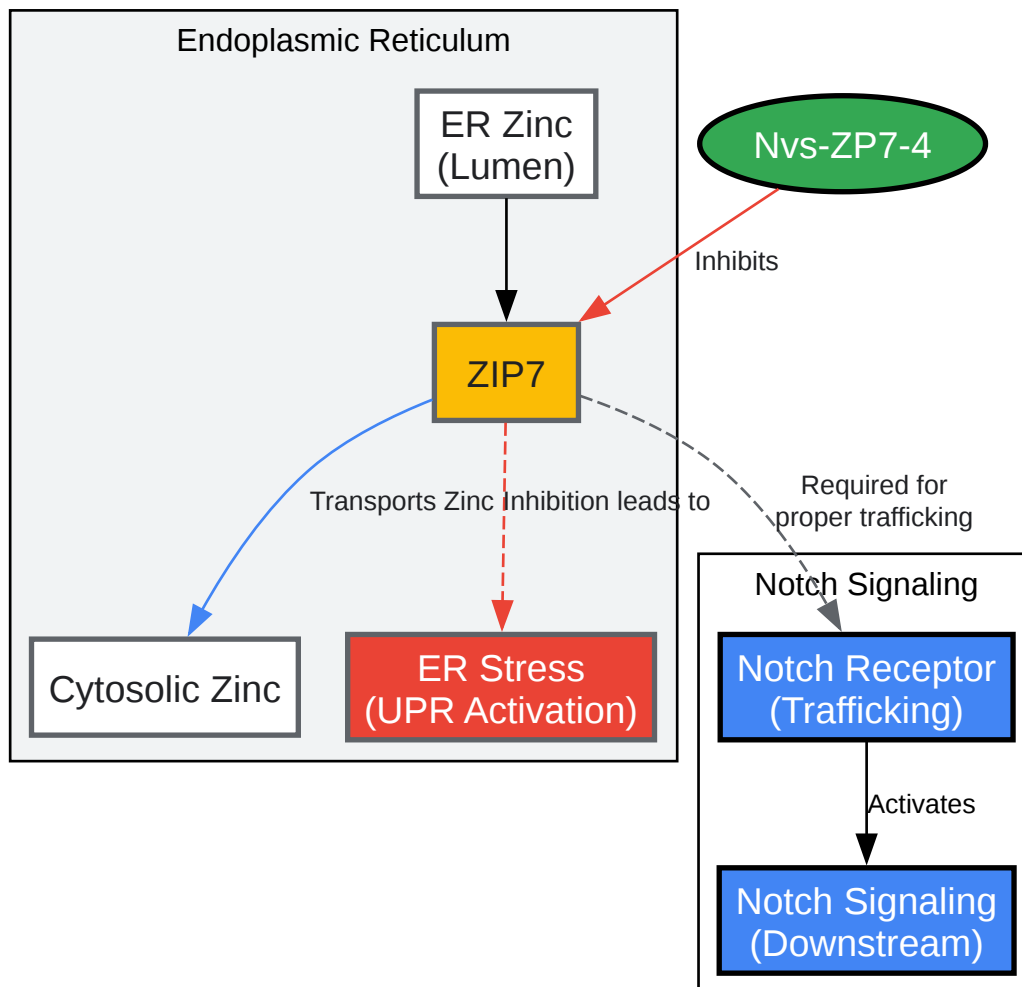 Endoplasmic Reticulum
ER Zinc
(Lumen)
Nvs-ZP7-4
Inhibits
ZIP7
Transports Zinc
Inhibition leads to
Required for
proper trafficking
Notch Signaling
Cytosolic Zinc
ER Stress
(UPR Activation)
Notch Receptor
(Trafficking)
Activates
Notch Signaling
(Downstream)